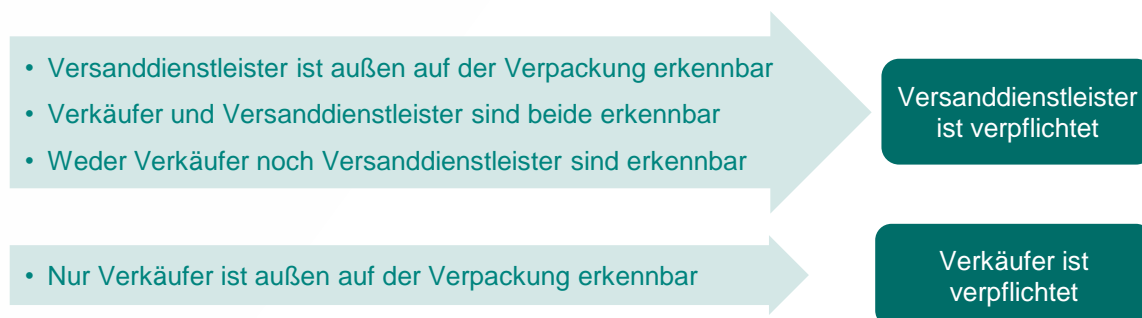 • Versanddienstleister ist außen auf der Verpackung erkennbar
• Verkäufer und Versanddienstleister sind beide erkennbar
• Weder Verkäufer noch Versanddienstleister sind erkennbar
Versanddienstleister
ist verpflichtet
• Nur Verkäufer ist außen auf der Verpackung erkennbar
Verkäufer ist
verpflichtet